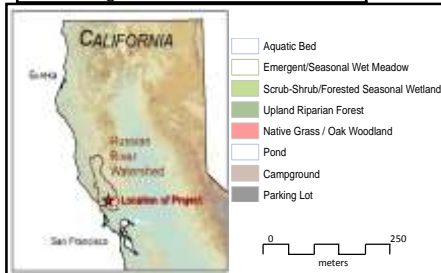 CALIFORNIA
EUREKA
Russian
River
Watershed
Location of Project
San Francisco
Aquatic Bed
Emergent/Seasonal Wet Meadow
Scrub-Shrub/Forested Seasonal Wetland
Upland Riparian Forest
Native Grass / Oak Woodland
Pond
Campground
Parking Lot
0 250
meters